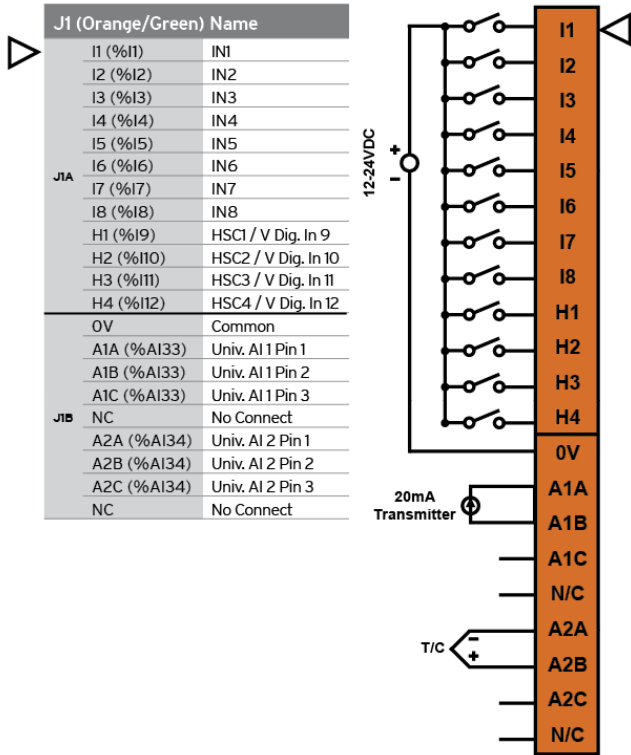 J1 (Orange/Green) Name
I1 (%I1) IN1
I2 (%I2) IN2
I3 (%I3) IN3
I4 (%I4) IN4
I5 (%I5) IN5
I6 (%I6) IN6
J1A
I7 (%I7) IN7
I8 (%I8) IN8
H1 (%I9) HSC1 / V Dig. In 9
H2 (%I10) HSC2 / V Dig. In 10
H3 (%I11) HSC3 / V Dig. In 11
H4 (%I12) HSC4 / V Dig. In 12
0V Common
A1A (%AI33) Univ. AI 1 Pin 1
A1B (%AI33) Univ. AI 1 Pin 2
A1C (%AI33) Univ. AI 1 Pin 3
J1B NC No Connect
A2A (%AI34) Univ. AI 2 Pin 1
A2B (%AI34) Univ. AI 2 Pin 2
A2C (%AI34) Univ. AI 2 Pin 3
NC No Connect
12-24VDC
+
-
20mA
Transmitter
T/C
-
+
I1
I2
I3
I4
I5
I6
I7
I8
H1
H2
H3
H4
0V
A1A
A1B
A1C
N/C
A2A
A2B
A2C
N/C